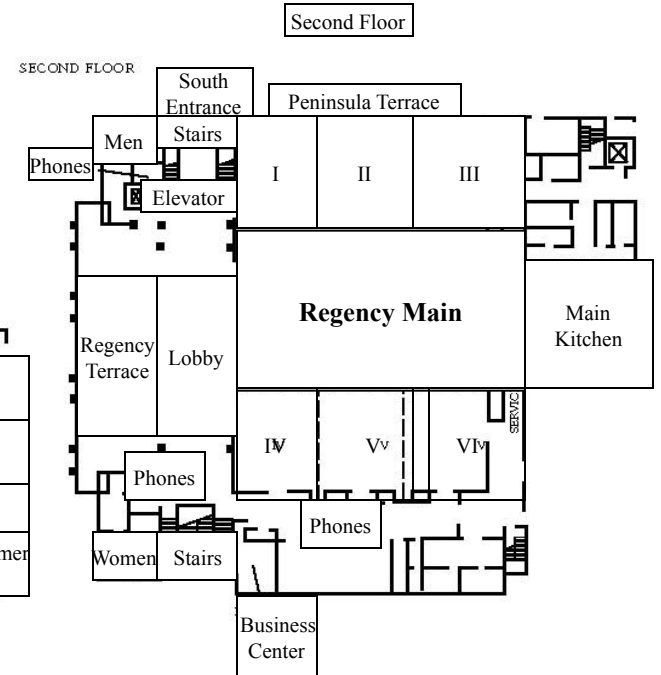 Second Floor
SECOND FLOOR
South
Entrance
Peninsula Terrace
Men
Stairs
Phones
I
II
III
Elevator
Regency Main
Main
Kitchen
Regency
Terrace
Lobby
IV
V
VI
SERVIC
Phones
Phones
Women
Stairs
Business
Center